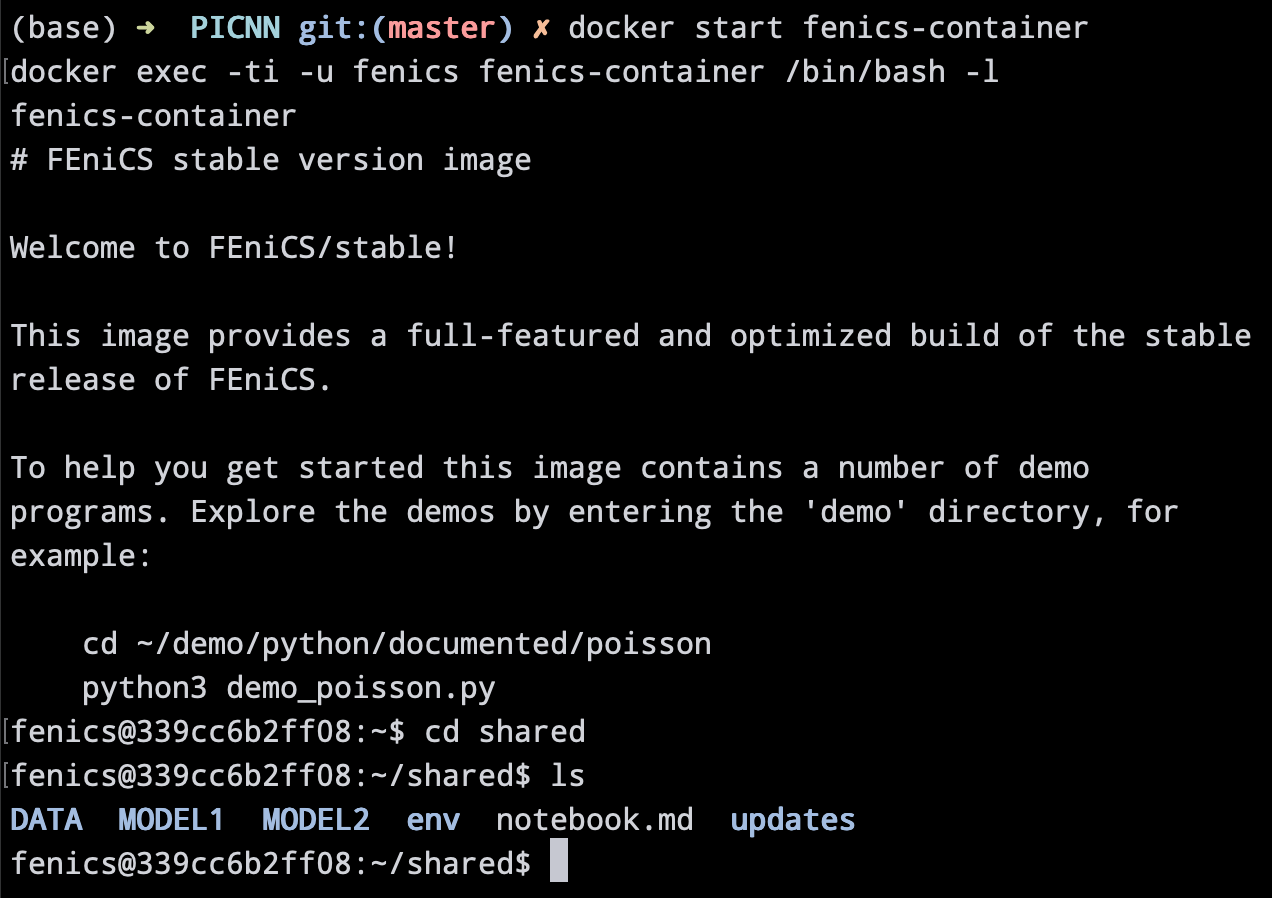 (base) ➜  PICNN git:(master) ✗ docker start fenics-container
[docker exec -ti -u fenics fenics-container /bin/bash -l
fenics-container
# FEniCS stable version image
Welcome to FEniCS/stable!
This image provides a full-featured and optimized build of the stable
release of FEniCS.
To help you get started this image contains a number of demo
programs. Explore the demos by entering the 'demo' directory, for
example:
    cd ~/demo/python/documented/poisson
    python3 demo_poisson.py
[fenics@339cc6b2ff08:~$ cd shared
[fenics@339cc6b2ff08:~/shared$ ls
DATA  MODEL1  MODEL2  env  notebook.md  updates
fenics@339cc6b2ff08:~/shared$